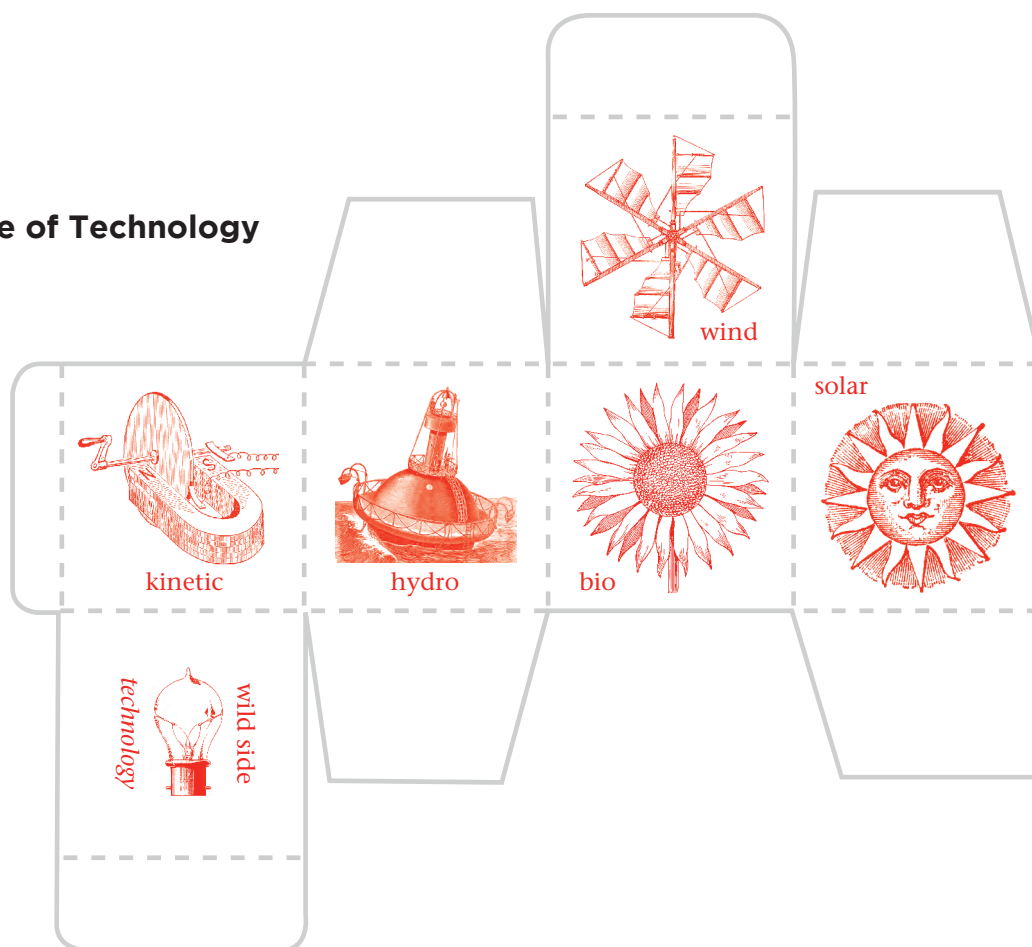 of Technology
wind
solar
kinetic
hydro
bio
wild side
technology